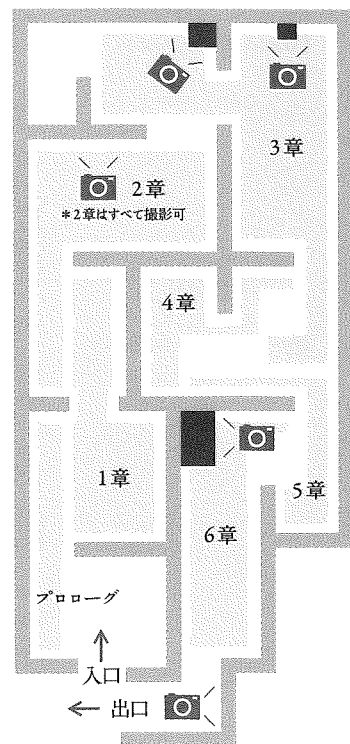 3章
2章
*2章はすべて撮影可
4章
1章
5章
6章
プロローグ
入口
出口